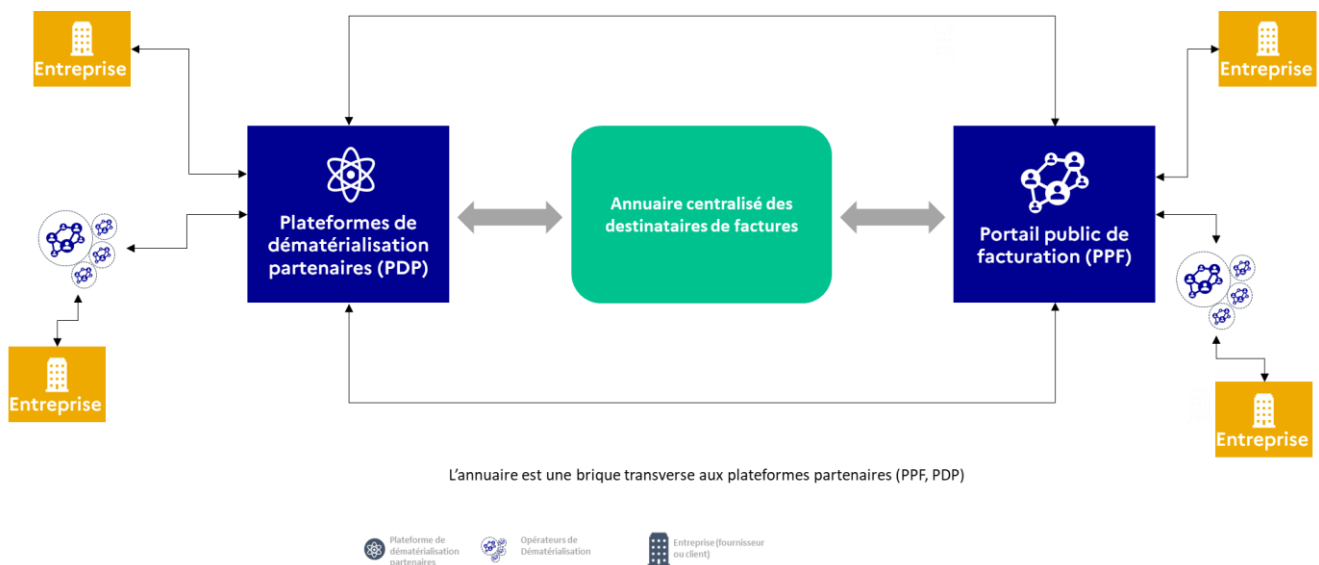 Entreprise
Entreprise
Plateformes de
dématérialisation
partenaires (PDP)
Annuaire centralisé des
destinataires de factures
Portail public de
facturation (PPF)
Entreprise
Entreprise
L'annuaire est une brique transverse aux plateformes partenaires (PPF, PDP)
Plateforme de
dématérialisation
partenaires
Opérateurs de
Dématérialisation
Entreprise (fournisseur
ou client)